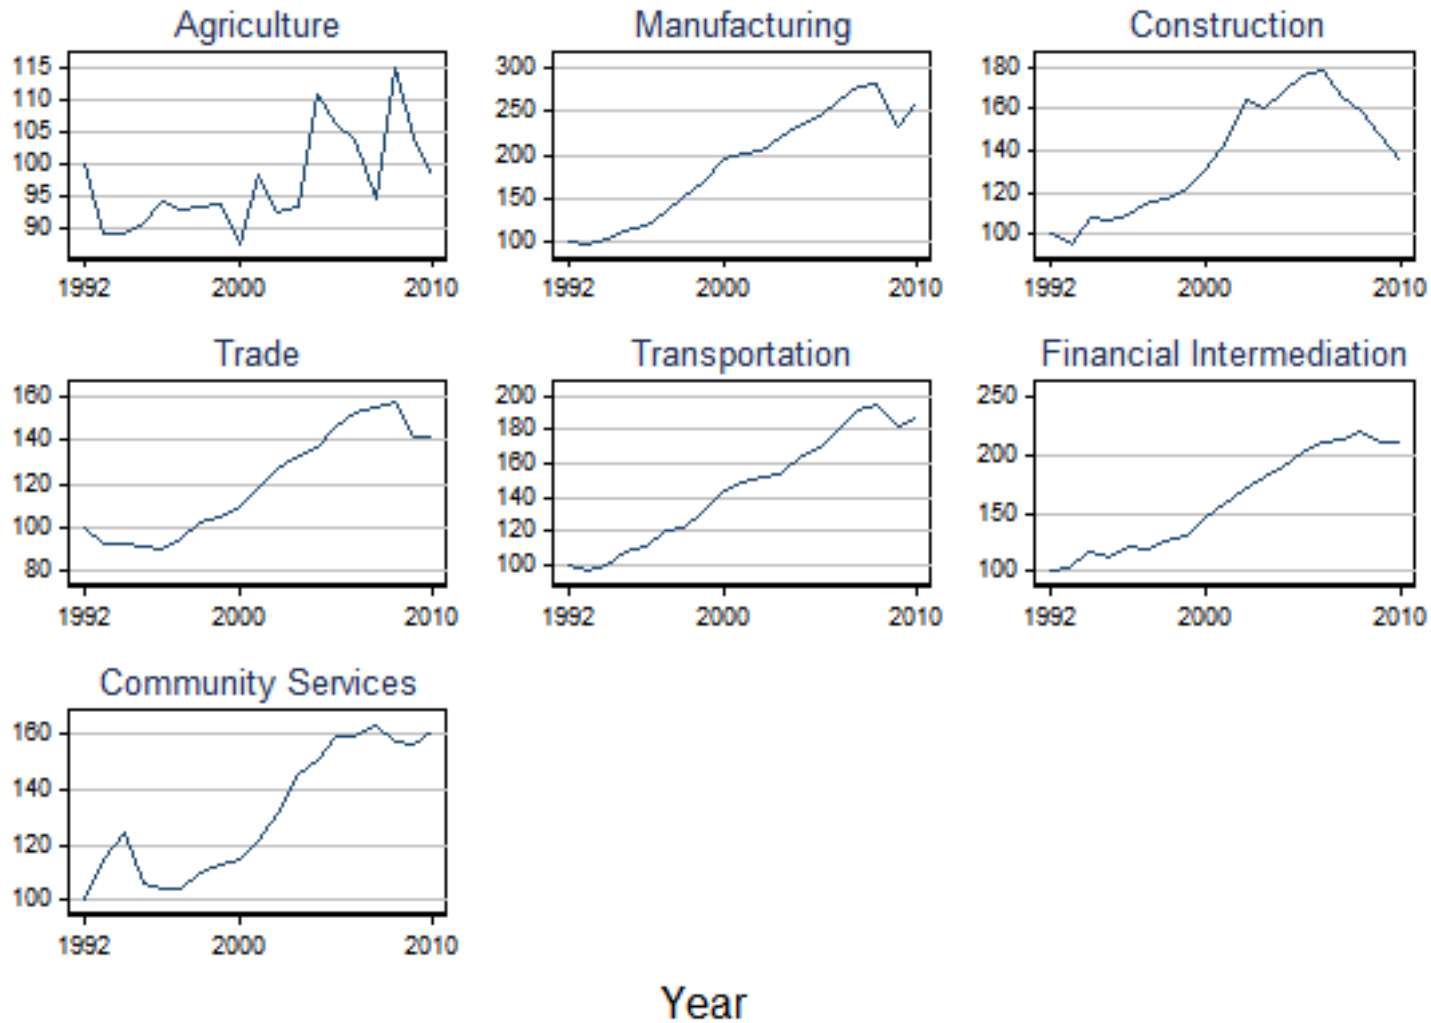 Agriculture
115
110
105
100
95
90
1992 2000 2010
Manufacturing
300
250
200
150
100
1992 2000 2010
Construction
180
160
140
120
100
1992 2000 2010
Trade
160
140
120
100
80
1992 2000 2010
Transportation
200
180
160
140
120
100
1992 2000 2010
Financial Intermediation
250
200
150
100
1992 2000 2010
Community Services
160
140
120
100
1992 2000 2010
Year